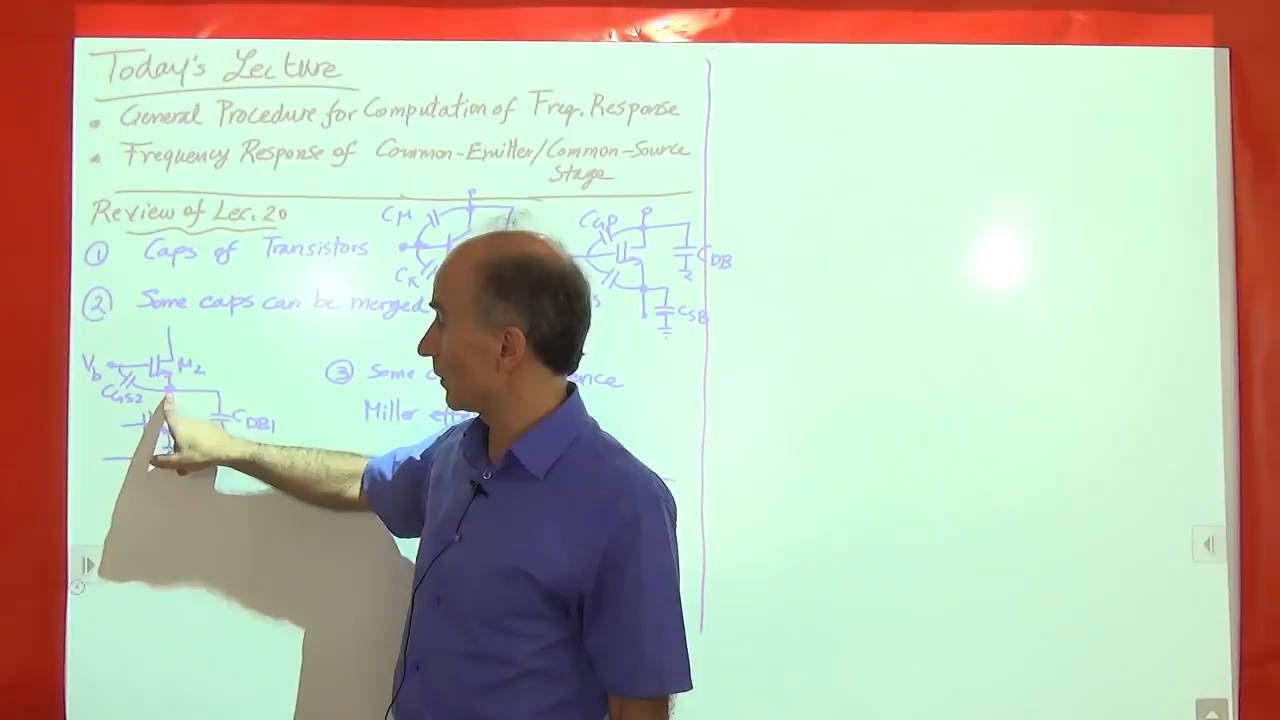 Today's Lecture
• General Procedure for Computation of Freq. Response
• Frequency Response of Common-Emitter/Common-Source
Stage
Review of Lec. 20
① Caps of Transistors
Cμ
Cπ
CGD
CDB
CSB
② Some caps can be merged
Vb
M2
CGS2
CDB1
③ Some
Miller